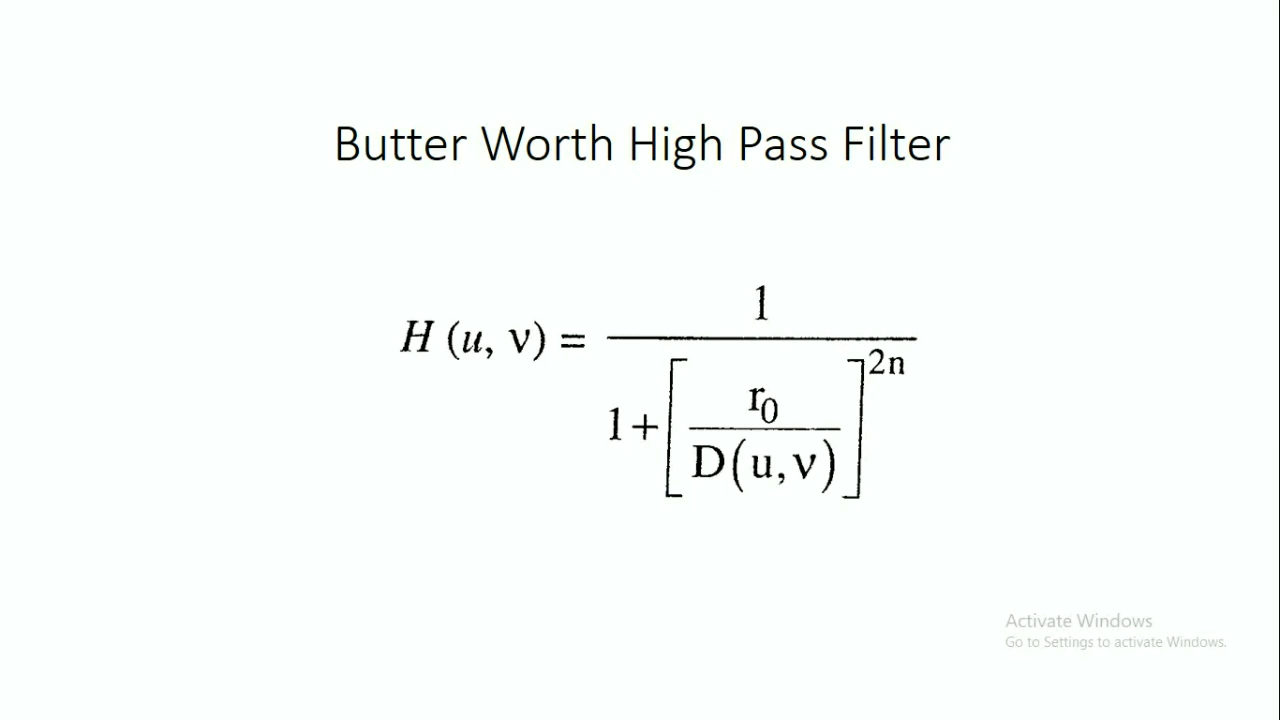 Butter Worth High Pass Filter
H (u, v) = 1 / 1+[r₀ / D(u,v)]²ⁿ
Activate Windows
Go to Settings to activate Windows.